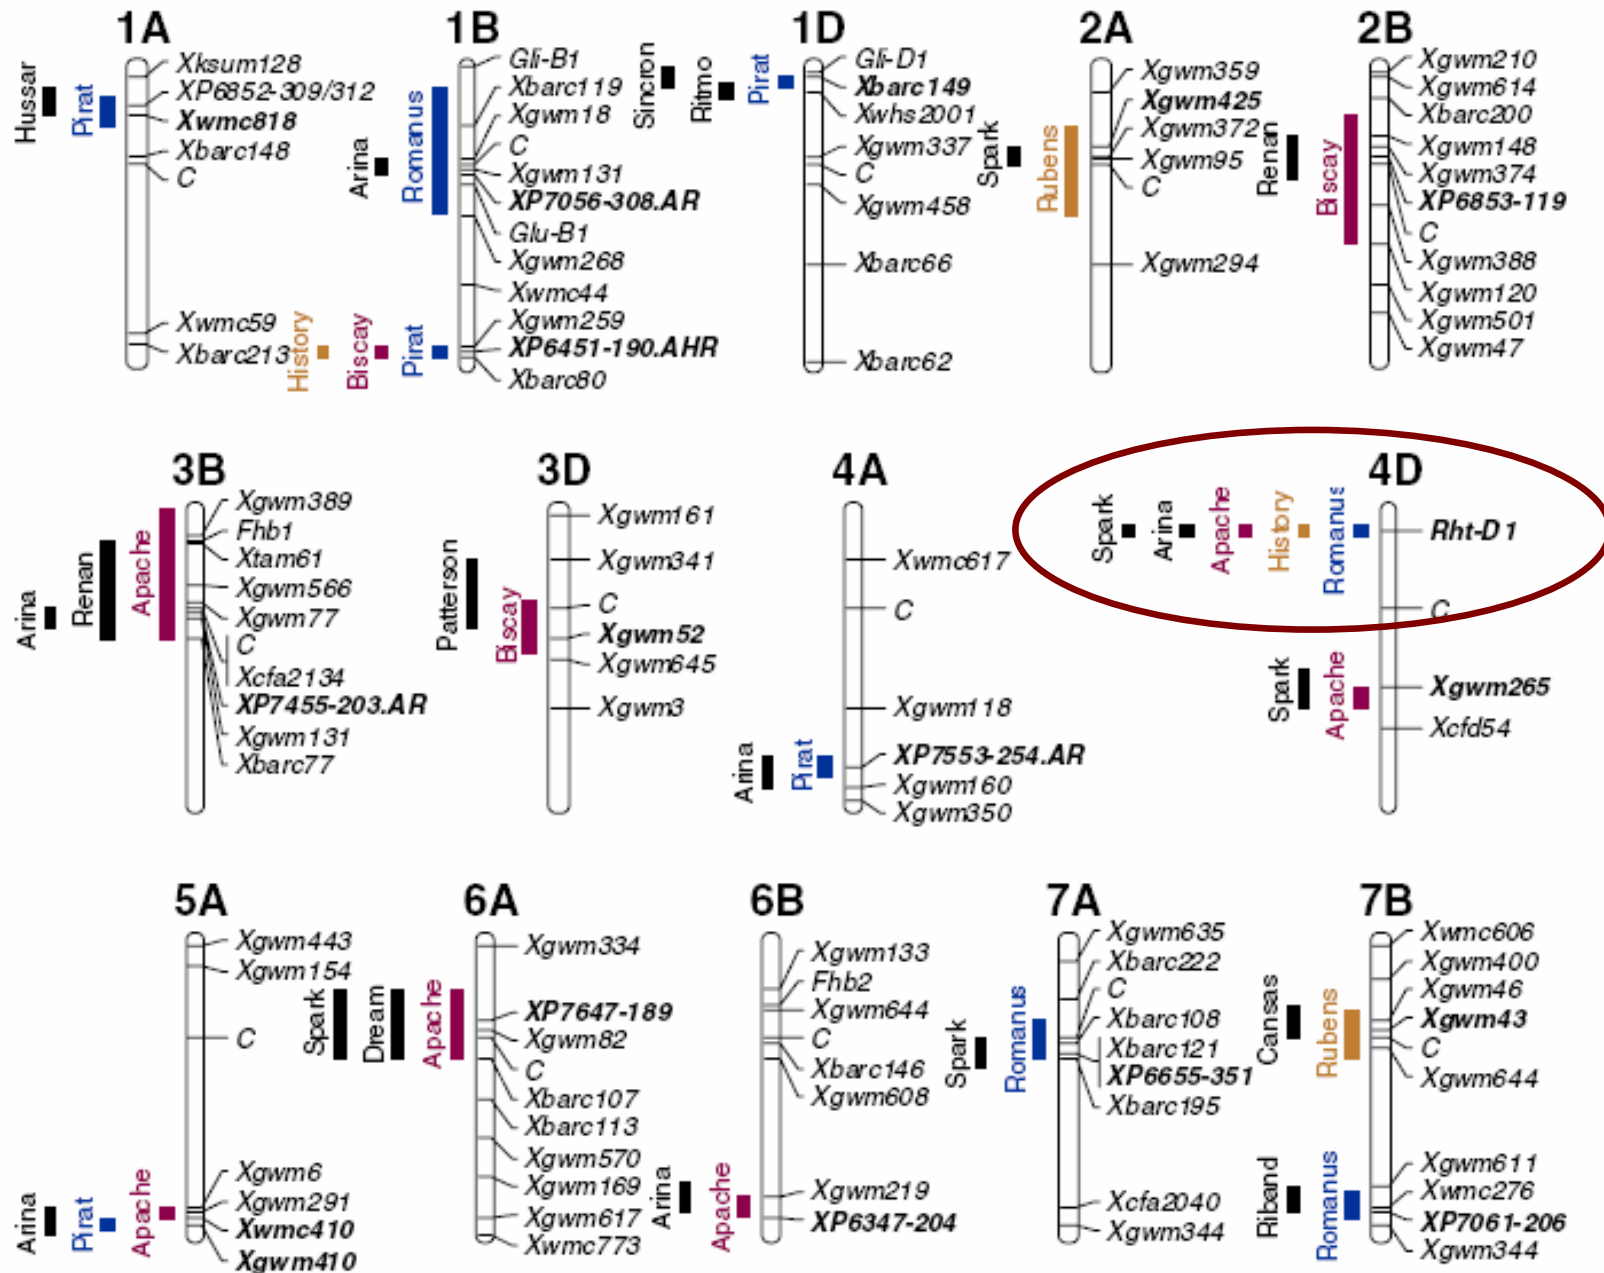 1A
Hussar
Pirat
Xksum128
XP6852-309/312
Xwmc818
Xbarc148
C
Xwmc59
Xbarc213
1B
Arina
Romanus
History
Biscay
Pirat
Gli-B1
Xbarc119
Xgwm18
C
Xgwm131
XP7056-308.AR
Glu-B1
Xgwm268
Xwmc44
Xgwm259
XP6451-190.AHR
Xbarc80
1D
Sincron
Ritmo
Pirat
Gli-D1
Xbarc149
Xwhs2001
Xgwm337
C
Xgwm458
Xbarc66
Xbarc62
2A
Spark
Rubens
Xgwm359
Xgwm425
Xgwm372
Xgwm95
C
Xgwm294
2B
Renan
Biscay
Xgwm210
Xgwm614
Xbarc200
Xgwm148
Xgwm374
XP6853-119
C
Xgwm388
Xgwm120
Xgwm501
Xgwm47
3B
Arina
Renan
Apache
Xgwm389
Fhb1
Xtam61
Xgwm566
Xgwm77
C
Xcfa2134
XP7455-203.AR
Xgwm131
Xbarc77
3D
Patterson
Biscay
Xgwm161
Xgwm341
C
Xgwm52
Xgwm645
Xgwm3
4A
Arina
Pirat
Xwmc617
C
Xgwm118
XP7553-254.AR
Xgwm160
Xgwm350
4D
Spark
Arina
Apache
History
Romanus
Rht-D1
C
Spark
Apache
Xgwm265
Xcfd54
5A
Arina
Pirat
Apache
Xgwm443
Xgwm154
C
Xgwm6
Xgwm291
Xwmc410
Xgwm410
6A
Spark
Dream
Apache
Xgwm334
XP7647-189
Xgwm82
C
Xbarc107
Xbarc113
Xgwm570
Xgwm169
Xgwm617
Xwmc773
6B
Arina
Apache
Xgwm133
Fhb2
Xgwm644
C
Xbarc146
Xgwm608
Xgwm219
XP6347-204
7A
Spark
Romanus
Xgwm635
Xbarc222
C
Xbarc108
Xbarc121
XP6655-351
Xbarc195
Xcfa2040
Xgwm344
7B
Cansas
Rubens
Riband
Romanus
Xwmc606
Xgwm400
Xgwm46
Xgwm43
C
Xgwm644
Xgwm611
Xwmc276
XP7061-206
Xgwm344